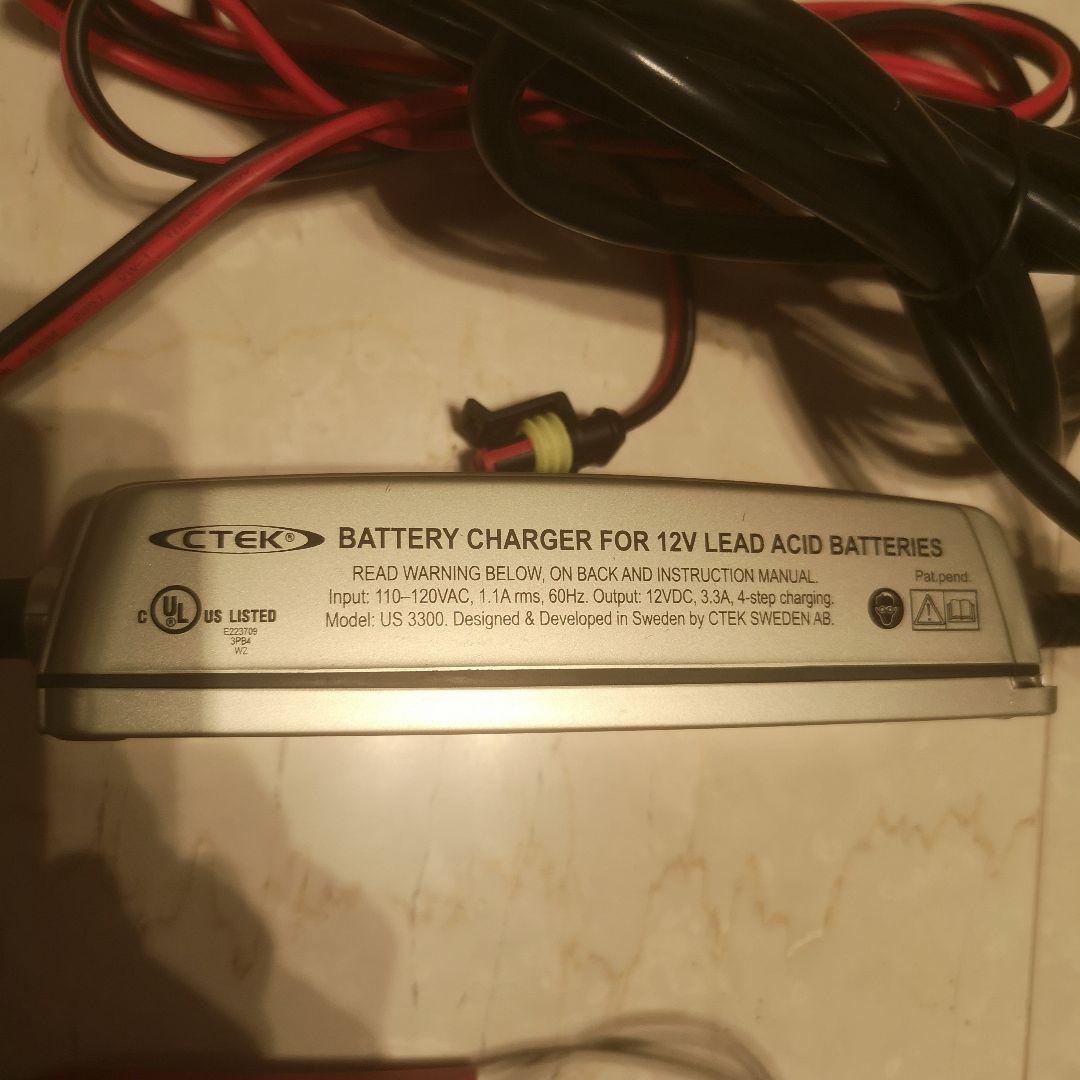 CTEK® BATTERY CHARGER FOR 12V LEAD ACID BATTERIES
READ WARNING BELOW, ON BACK AND INSTRUCTION MANUAL.
Pat.pend.
Input: 110–120VAC, 1.1A rms, 60Hz. Output: 12VDC, 3.3A, 4-step charging.
Model: US 3300. Designed & Developed in Sweden by CTEK SWEDEN AB.
C UL® US LISTED
E223709
3PB4
W2